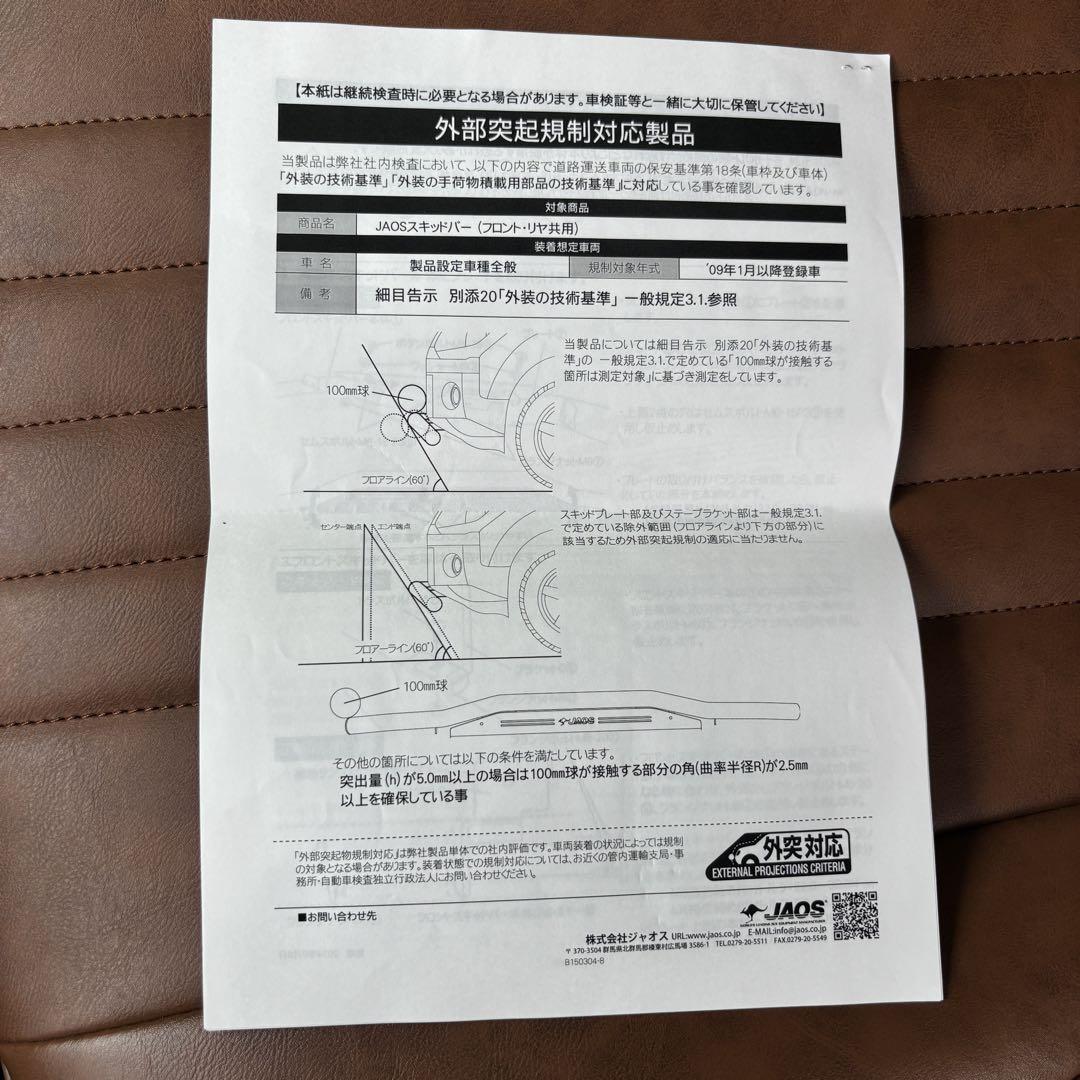 【本紙は継続検査時に必要となる場合があります。車検証等と一緒に大切に保管してください】
外部突起規制対応製品
当製品は弊社社内検査において、以下の内容で道路運送車両の保安基準第18条(車枠及び車体)
「外装の技術基準」「外装の手荷物積載用部品の技術基準」に対応している事を確認しています。
対象商品
商品名 JAOSスキッドバー（フロント・リヤ共用）
装着想定車両
車 名 製品設定車種全般 規制対象年式 '09年1月以降登録車
備 考 細目告示 別添20「外装の技術基準」 一般規定3.1.参照
当製品については細目告示 別添20「外装の技術基
準」の 一般規定3.1.で定めている「100mm球が接触する
箇所は測定対象」に基づき測定をしています。
100mm球
フロアライン(60°)
スキッドプレート部及びステーブラケット部は一般規定3.1.
で定めている除外範囲（フロアラインより下方の部分）に
該当するため外部突起規制の適応に当たりません。
センター端点 エンド端点
フロアーライン(60°)
100mm球
JAOS
その他の箇所については以下の条件を満たしています。
突出量(h)が5.0mm以上の場合は100mm球が接触する部分の角(曲率半径R)が2.5mm
以上を確保している事
「外部突起物規制対応」は弊社製品単体での社内評価です。車両装着の状況によっては規制
の対象となる場合があります。装着状態での規制対応については、お近くの管内運輸支局・事
務所・自動車検査独立行政法人にお問い合わせください。
外突対応
EXTERNAL PROJECTIONS CRITERIA
■お問い合わせ先
JAOS
株式会社ジャオス URL:www.jaos.co.jp E-MAIL:info@jaos.co.jp
〒370-3504 群馬県北群馬郡榛東村広馬場 3586-1 TEL.0279-20-5511 FAX.0279-20-5549
B150304-8